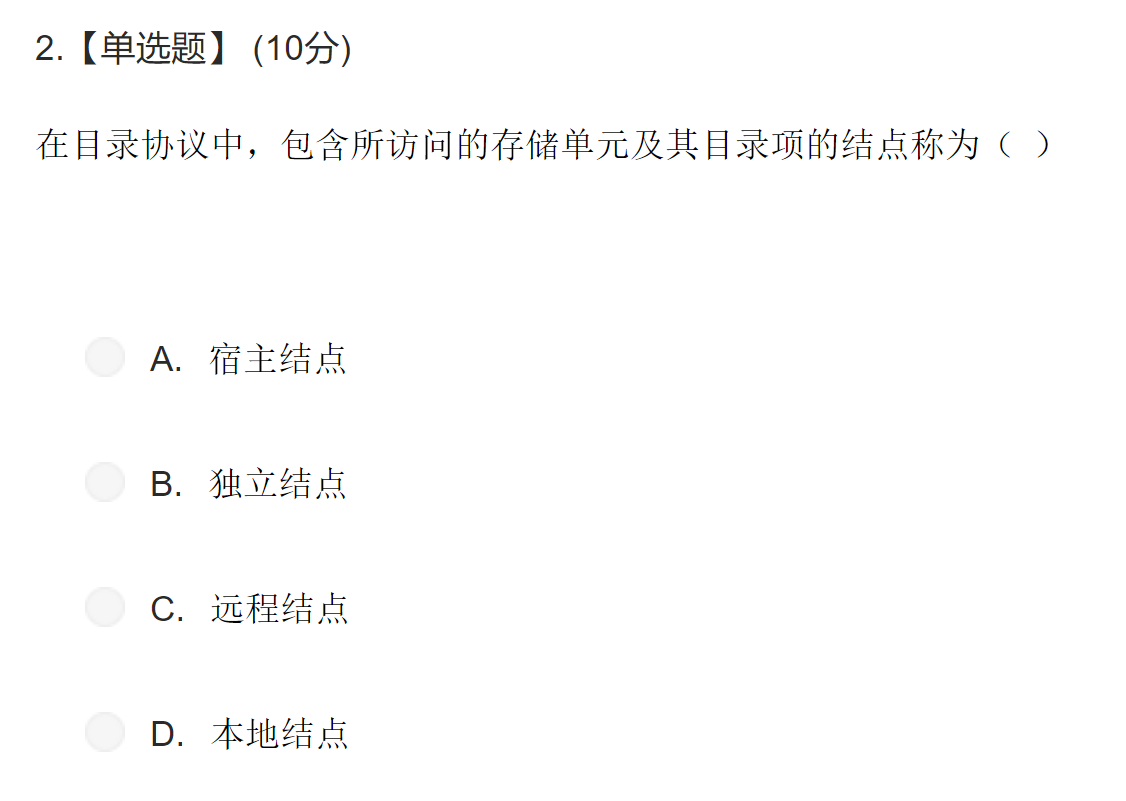 2.【单选题】 (10分)
在目录协议中，包含所访问的存储单元及其目录项的结点称为（ ）
A. 宿主结点
B. 独立结点
C. 远程结点
D. 本地结点